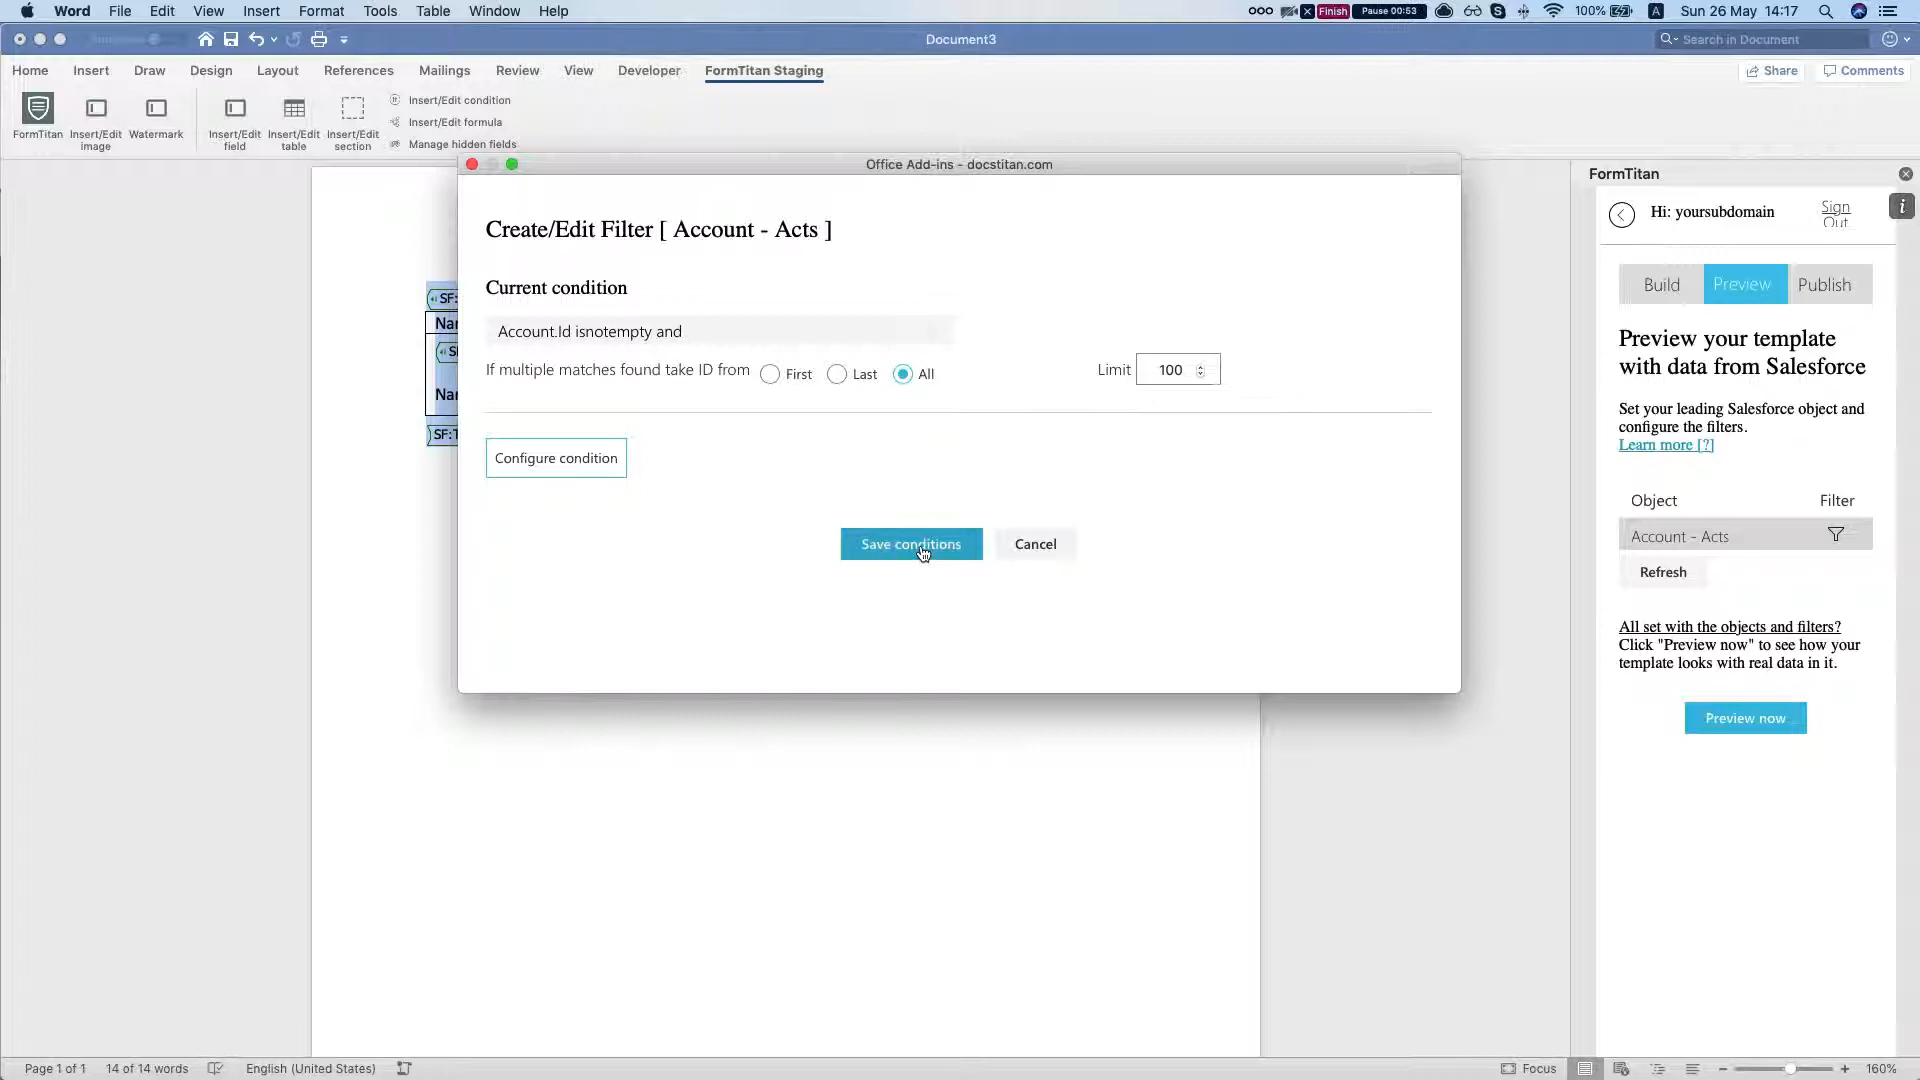 Word File Edit View Insert Format Tools Table Window Help
Finish Pause 00:53 100% A Sun 26 May 14:17
Document3
Search in Document
Home Insert Draw Design Layout References Mailings Review View Developer FormTitan Staging
Share Comments
FormTitan
Insert/Edit image
Watermark
Insert/Edit field
Insert/Edit table
Insert/Edit section
Insert/Edit condition
Insert/Edit formula
Manage hidden fields
Office Add-ins - docstitan.com
Create/Edit Filter [ Account - Acts ]
Current condition
Account.Id isnotempty and
If multiple matches found take ID from First Last All
Limit 100
Configure condition
Save conditions Cancel
SF:
Nar
SI
Nar
SF:T
FormTitan
Hi: yoursubdomain
Sign
Out
Build Preview Publish
Preview your template
with data from Salesforce
Set your leading Salesforce object and
configure the filters.
Learn more [?]
Object Filter
Account - Acts
Refresh
All set with the objects and filters?
Click "Preview now" to see how your
template looks with real data in it.
Preview now
Page 1 of 1 14 of 14 words English (United States)
Focus 160%